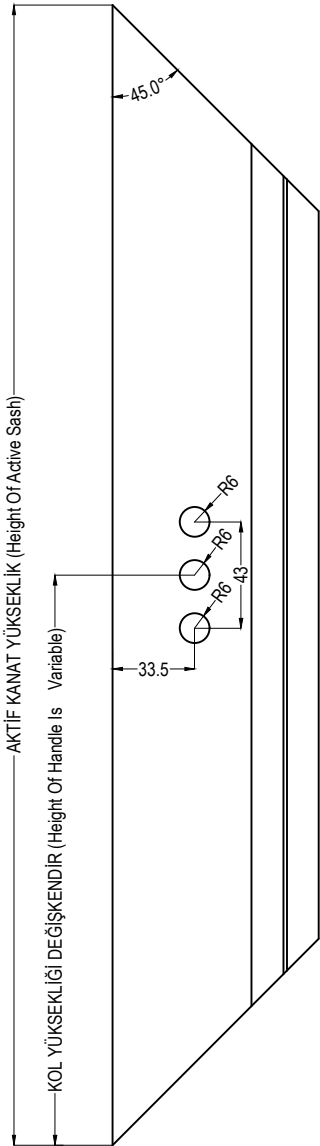 AKTİF KANAT YÜKSEKLİK (Height Of Active Sash)
KOL YÜKSEKLİĞİ DEĞİŞKENDİR (Height Of Handle Is Variable)
45.0°
R6
R6
R6
43
33.5